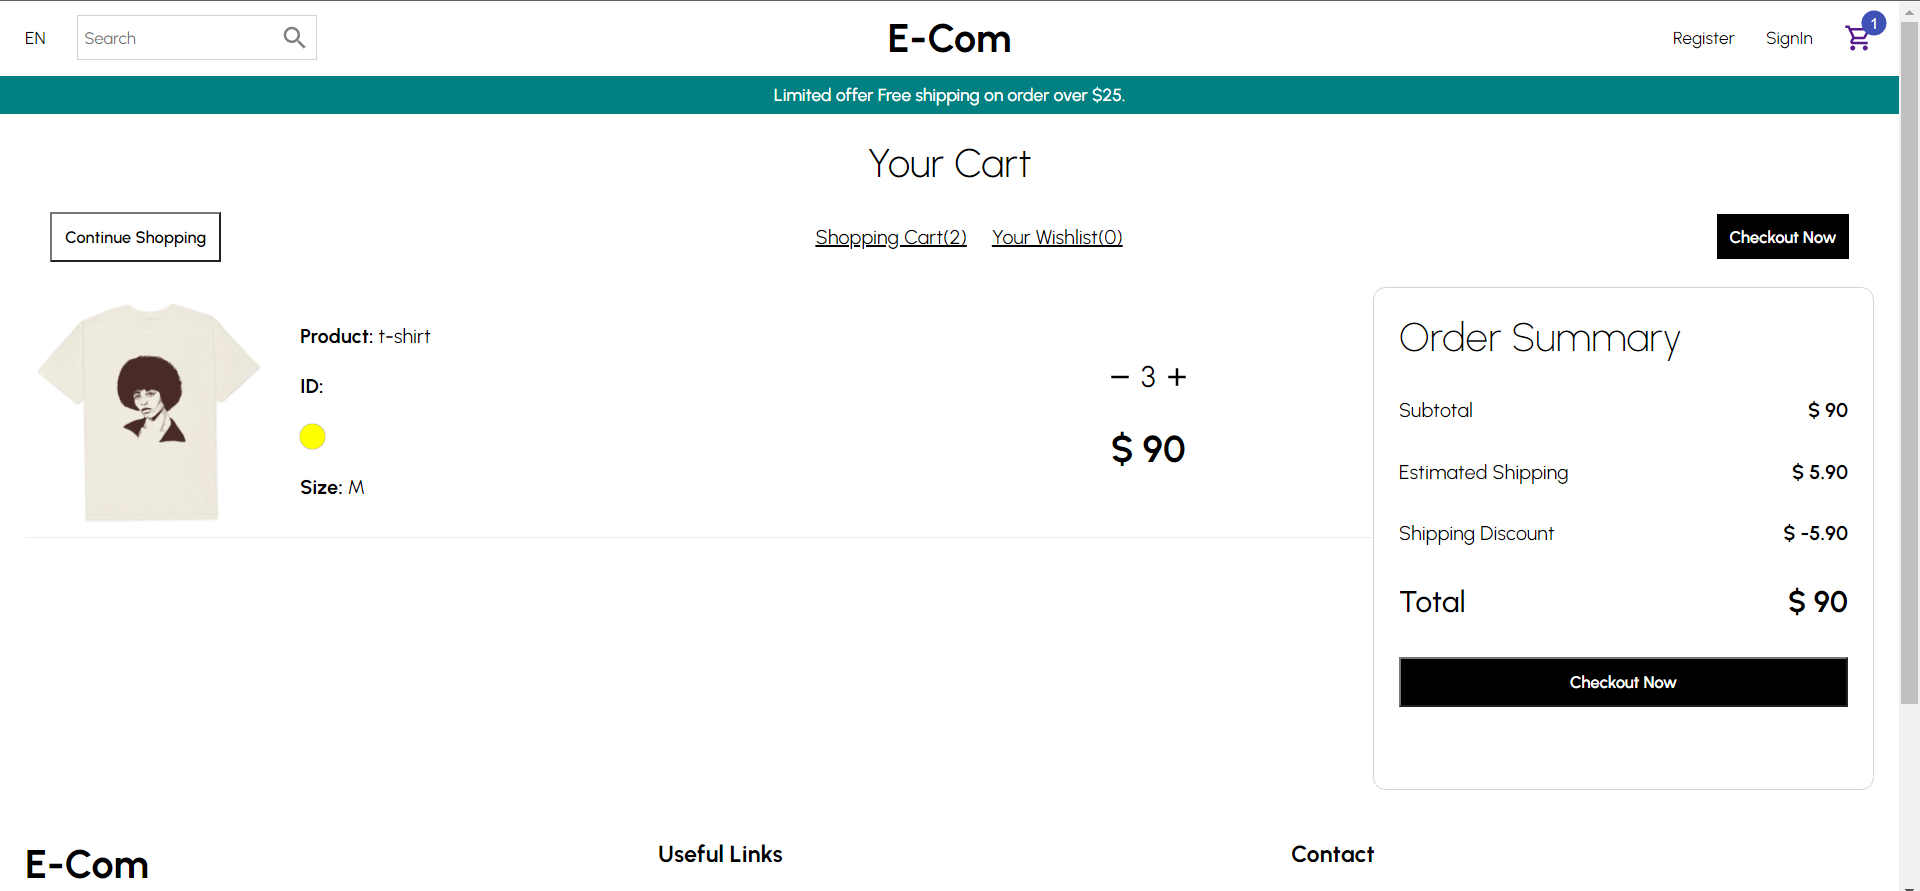 EN
Search
E-Com
Register
SignIn
1
Limited offer Free shipping on order over $25.
Your Cart
Continue Shopping
Shopping Cart(2)
Your Wishlist(0)
Checkout Now
Product: t-shirt
ID:
Size: M
3
$ 90
Order Summary
Subtotal $ 90
Estimated Shipping $ 5.90
Shipping Discount $ -5.90
Total $ 90
Checkout Now
E-Com
Useful Links
Contact